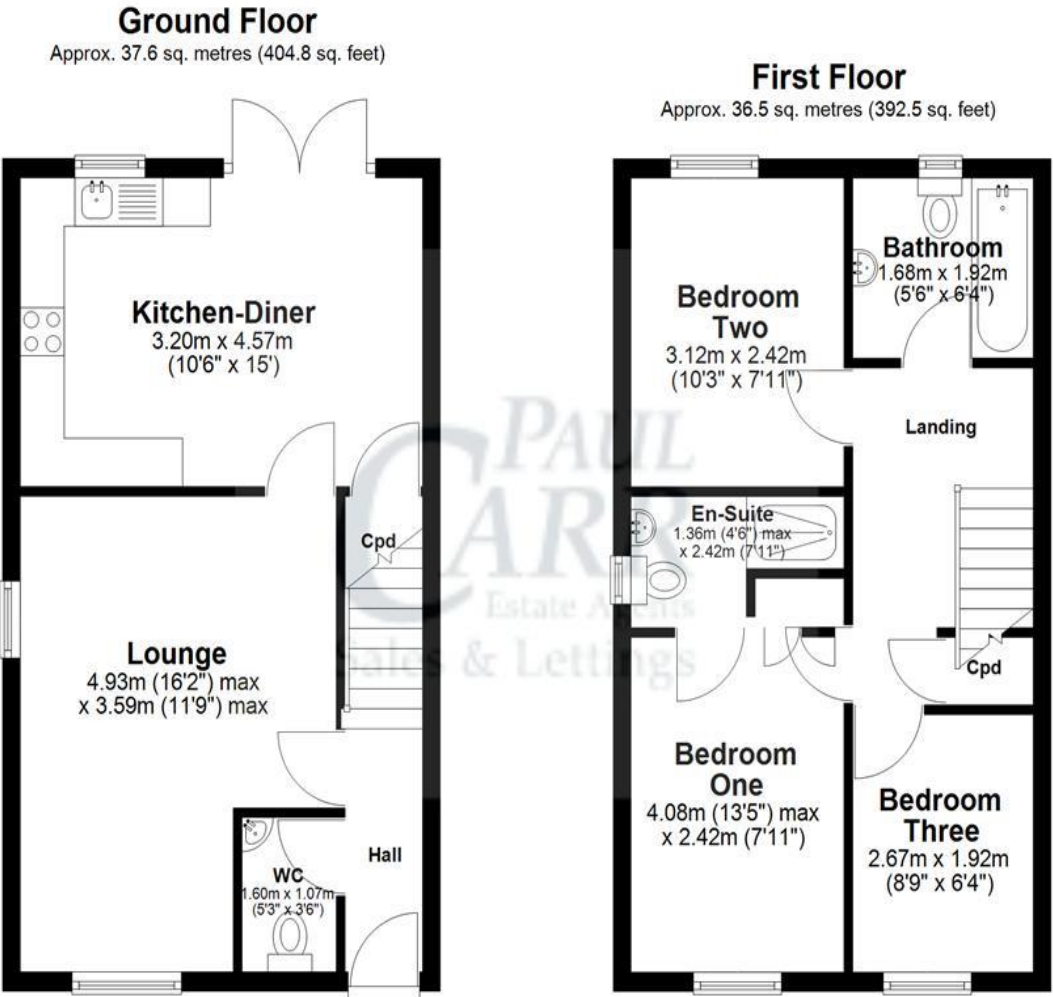 Ground Floor
Approx. 37.6 sq. metres (404.8 sq. feet)
Kitchen-Diner
3.20m x 4.57m
(10'6" x 15')
Cpd
Lounge
4.93m (16'2") max
x 3.59m (11'9") max
Hall
WC
1.60m x 1.07m
(5'3" x 3'6")
First Floor
Approx. 36.5 sq. metres (392.5 sq. feet)
Bathroom
1.68m x 1.92m
(5'6" x 6'4")
Bedroom
Two
3.12m x 2.42m
(10'3" x 7'11")
Landing
En-Suite
1.36m (4'6") max
x 2.42m (7'11")
Cpd
Bedroom
One
4.08m (13'5") max
x 2.42m (7'11")
Bedroom
Three
2.67m x 1.92m
(8'9" x 6'4")
PAUL
CARR
Estate Agents
Sales & Lettings